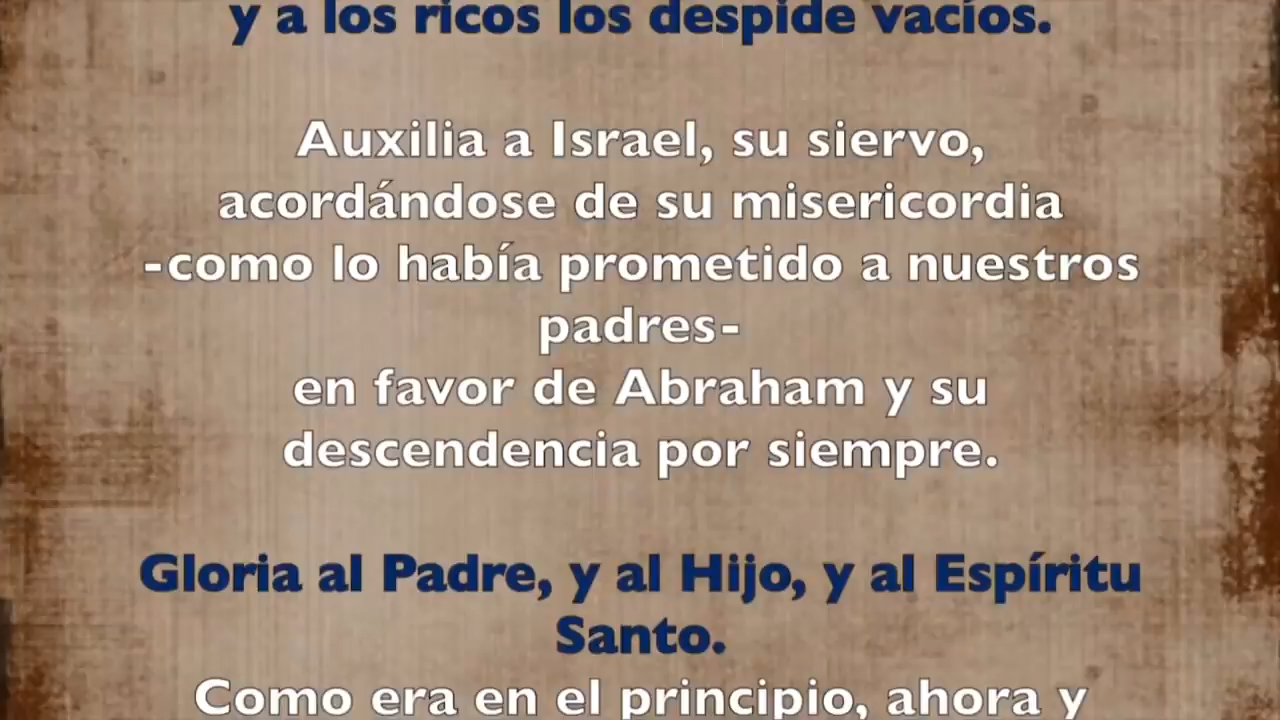 y a los ricos los despide vacíos.
Auxilia a Israel, su siervo,
acordándose de su misericordia
-como lo había prometido a nuestros
padres-
en favor de Abraham y su
descendencia por siempre.
Gloria al Padre, y al Hijo, y al Espíritu
Santo.
Como era en el principio, ahora y